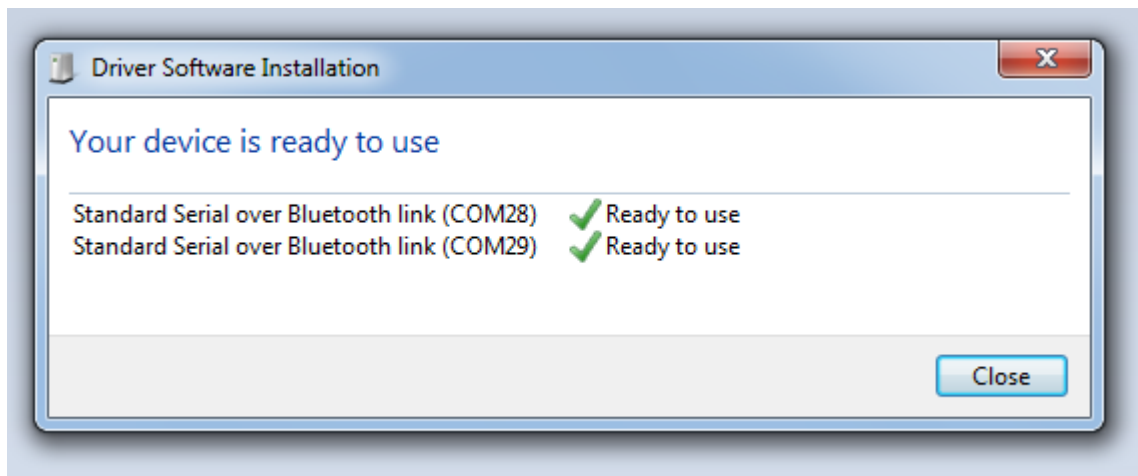 Driver Software Installation
Your device is ready to use
Standard Serial over Bluetooth link (COM28) Ready to use
Standard Serial over Bluetooth link (COM29) Ready to use
Close